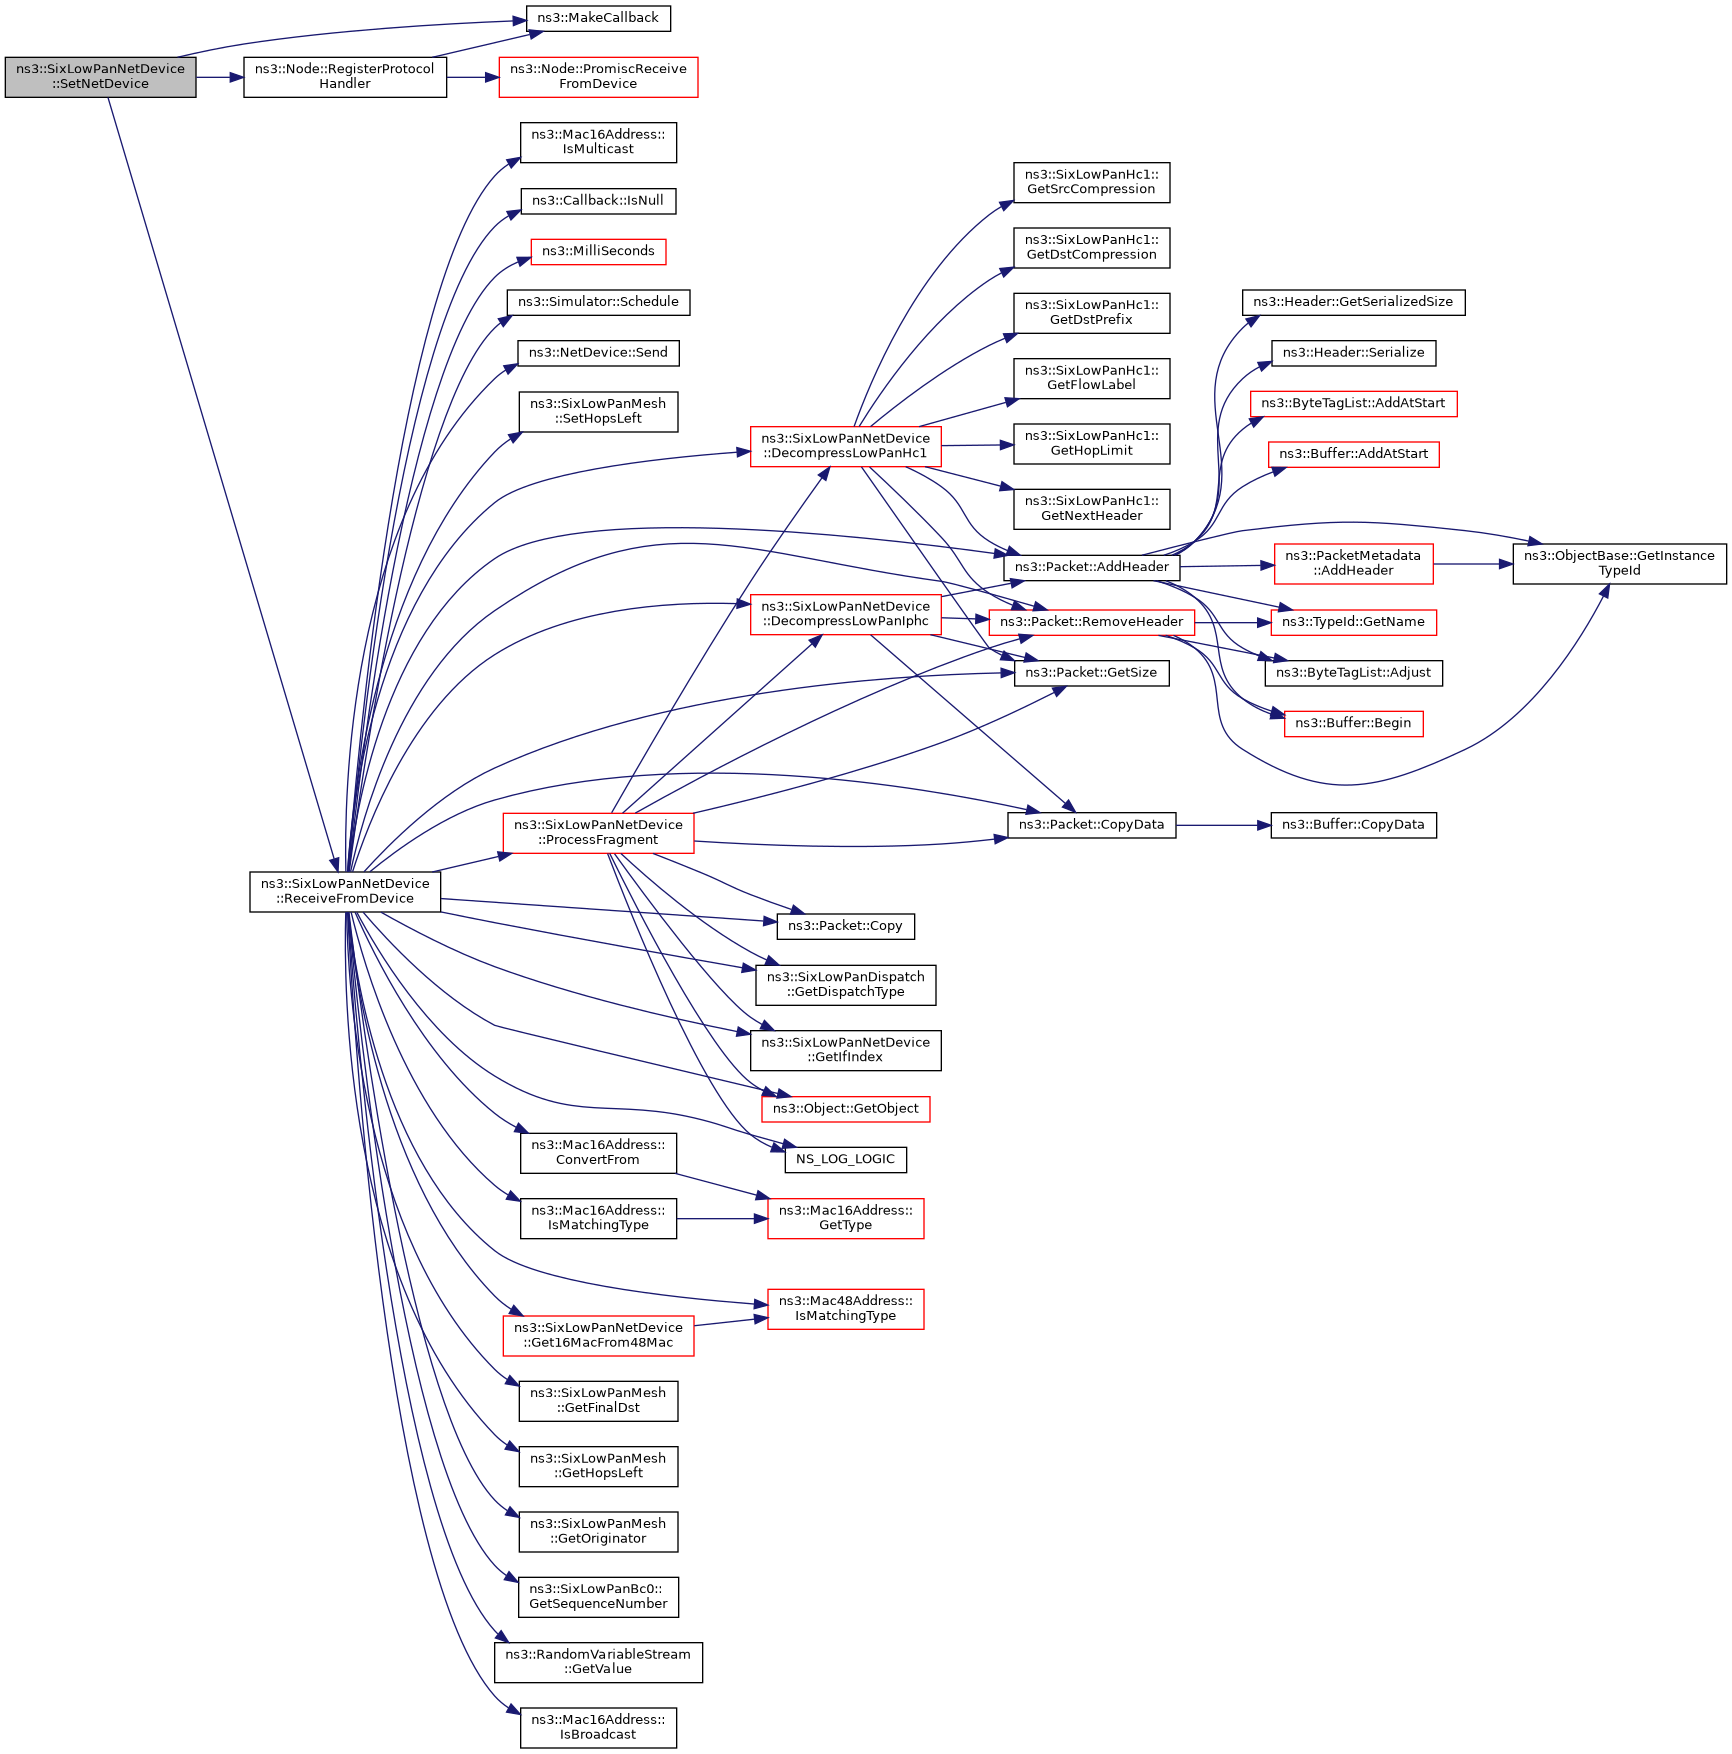 ns3::MakeCallback
ns3::SixLowPanNetDevice
::SetNetDevice
ns3::Node::RegisterProtocol
Handler
ns3::Node::PromiscReceive
FromDevice
ns3::Mac16Address::
IsMulticast
ns3::Callback::IsNull
ns3::MilliSeconds
ns3::Simulator::Schedule
ns3::NetDevice::Send
ns3::SixLowPanMesh
::SetHopsLeft
ns3::SixLowPanHc1::
GetSrcCompression
ns3::SixLowPanHc1::
GetDstCompression
ns3::SixLowPanHc1::
GetDstPrefix
ns3::SixLowPanHc1::
GetFlowLabel
ns3::SixLowPanNetDevice
::DecompressLowPanHc1
ns3::SixLowPanHc1::
GetHopLimit
ns3::SixLowPanHc1::
GetNextHeader
ns3::Header::GetSerializedSize
ns3::Header::Serialize
ns3::ByteTagList::AddAtStart
ns3::Buffer::AddAtStart
ns3::Packet::AddHeader
ns3::PacketMetadata
::AddHeader
ns3::ObjectBase::GetInstance
TypeId
ns3::SixLowPanNetDevice
::DecompressLowPanIphc
ns3::Packet::RemoveHeader
ns3::TypeId::GetName
ns3::Packet::GetSize
ns3::ByteTagList::Adjust
ns3::Buffer::Begin
ns3::SixLowPanNetDevice
::ProcessFragment
ns3::Packet::CopyData
ns3::Buffer::CopyData
ns3::SixLowPanNetDevice
::ReceiveFromDevice
ns3::Packet::Copy
ns3::SixLowPanDispatch
::GetDispatchType
ns3::SixLowPanNetDevice
::GetIfIndex
ns3::Object::GetObject
NS_LOG_LOGIC
ns3::Mac16Address::
ConvertFrom
ns3::Mac16Address::
IsMatchingType
ns3::Mac16Address::
GetType
ns3::Mac48Address::
IsMatchingType
ns3::SixLowPanNetDevice
::Get16MacFrom48Mac
ns3::SixLowPanMesh
::GetFinalDst
ns3::SixLowPanMesh
::GetHopsLeft
ns3::SixLowPanMesh
::GetOriginator
ns3::SixLowPanBc0::
GetSequenceNumber
ns3::RandomVariableStream
::GetValue
ns3::Mac16Address::
IsBroadcast